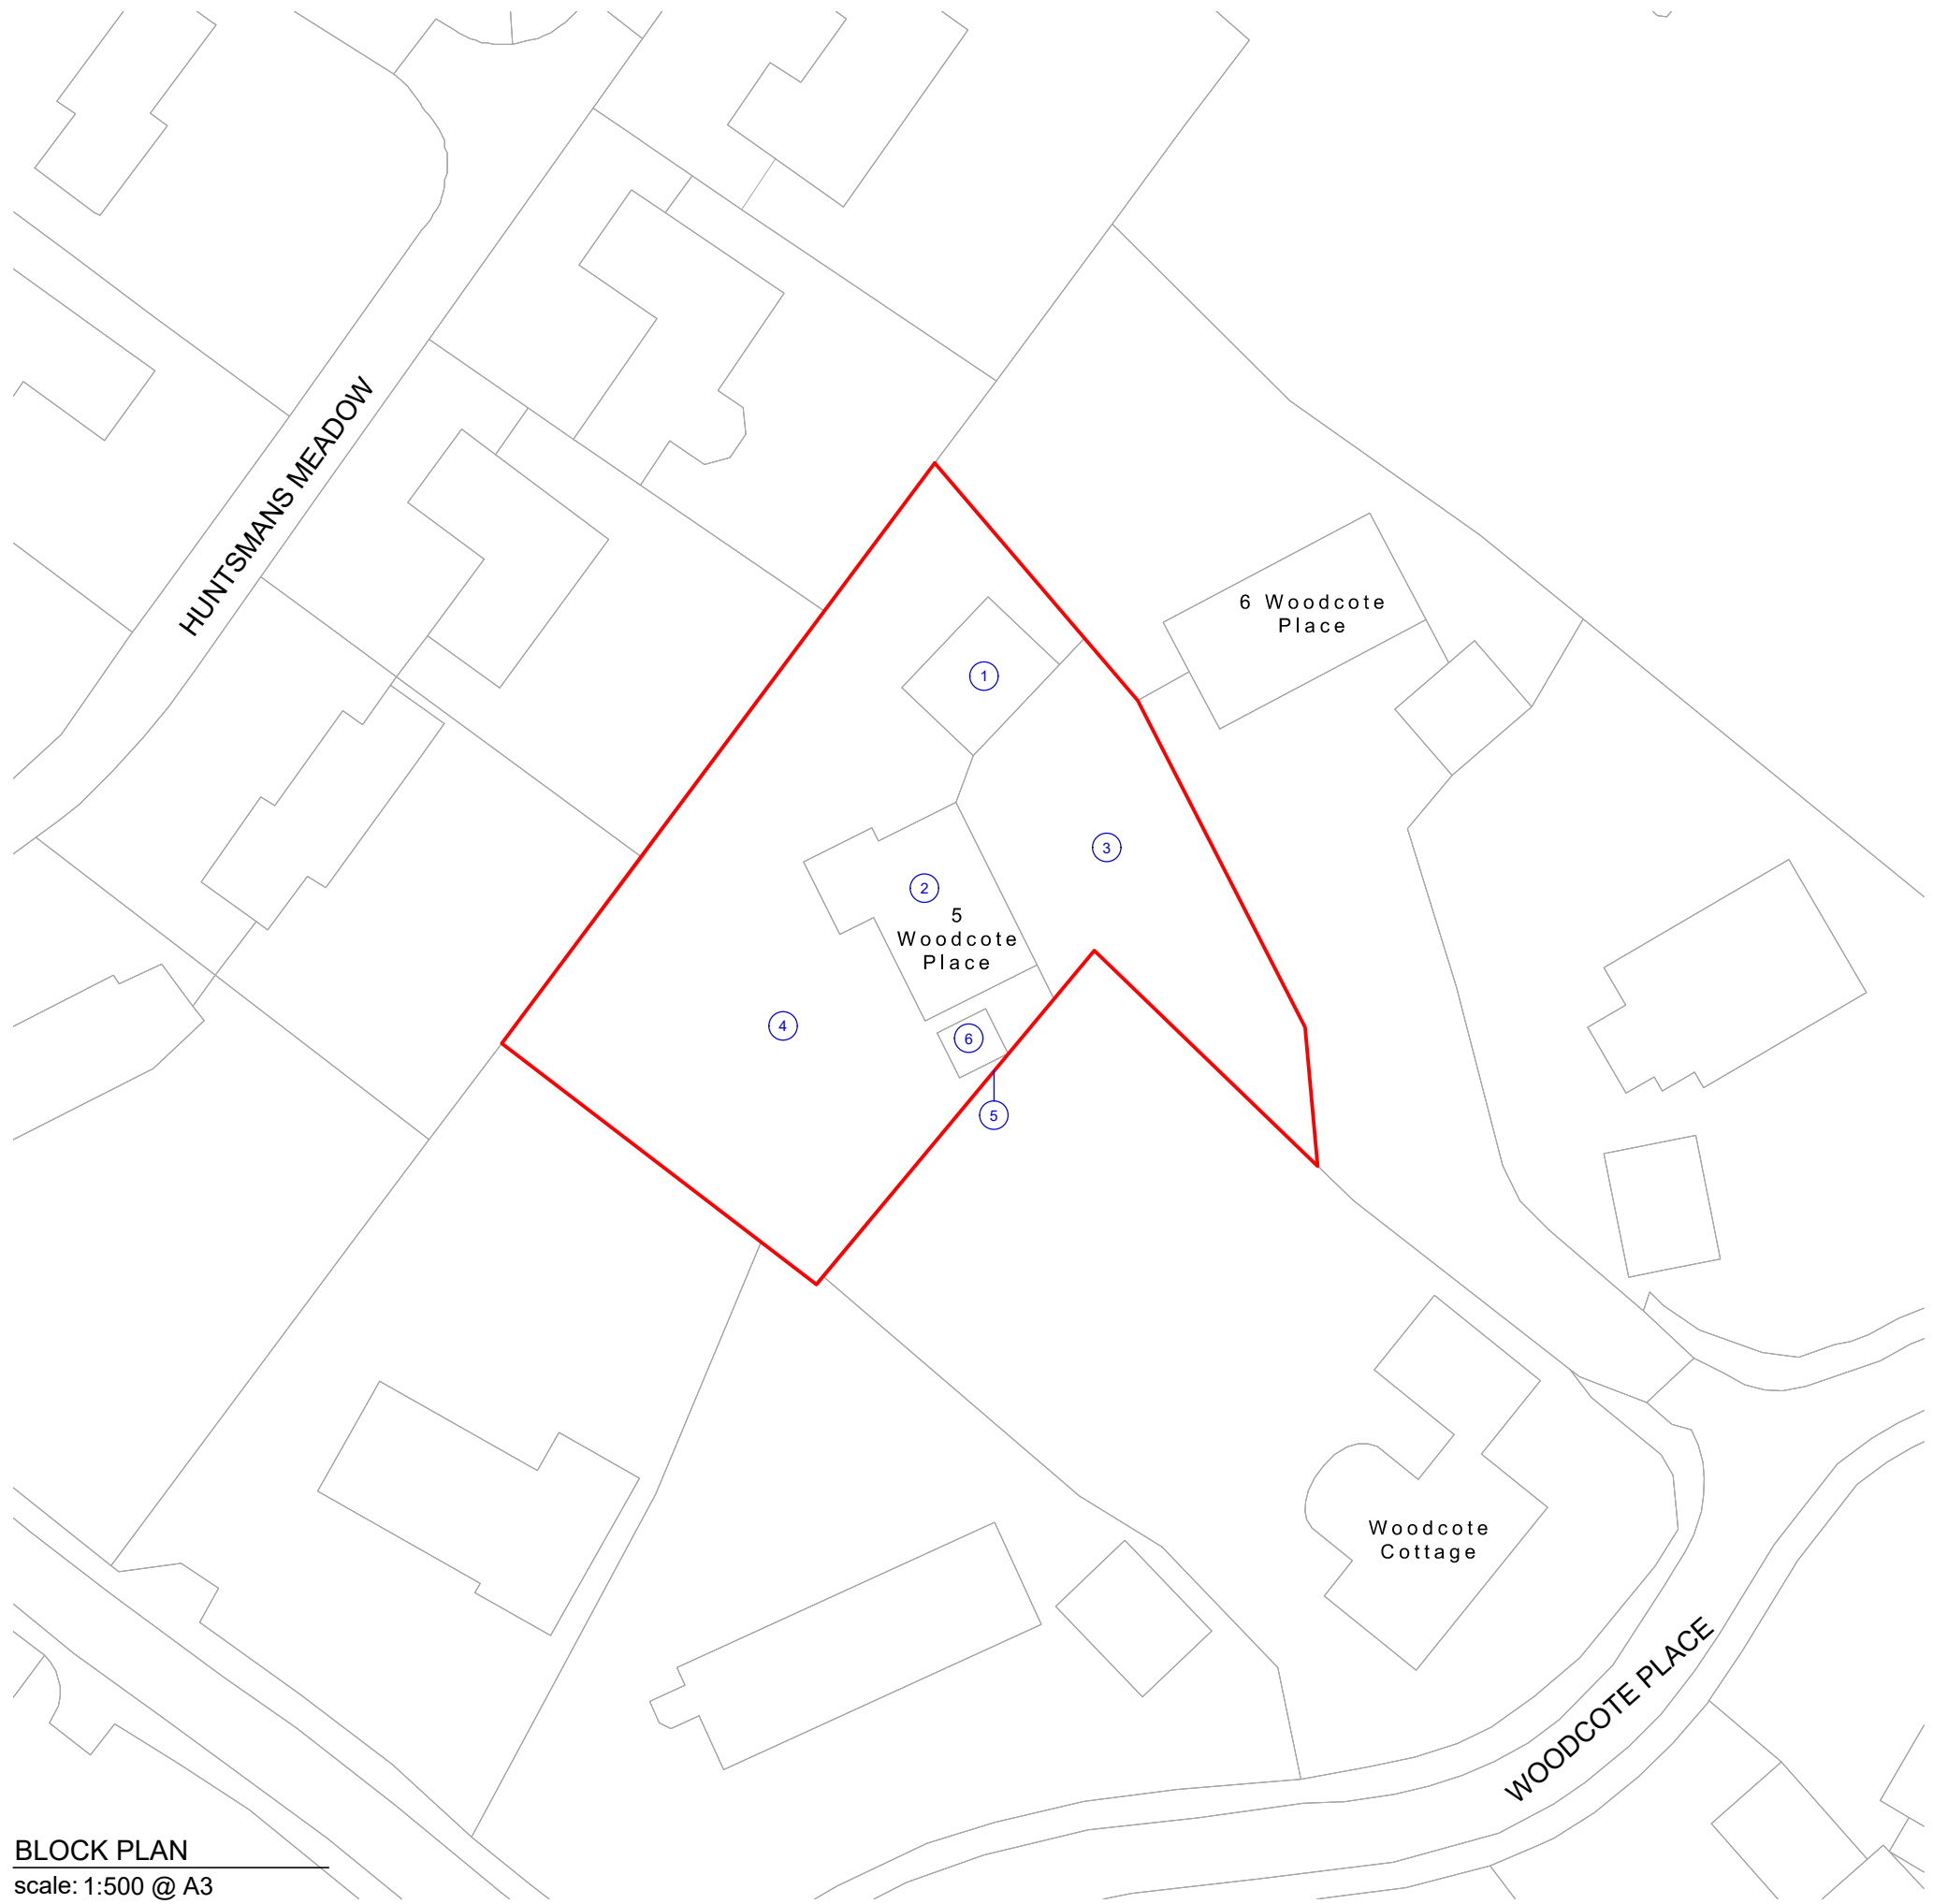 HUNTSMANS MEADOW
6 Woodcote
Place
1
3
2
5
Woodcote
Place
4
6
5
Woodcote
Cottage
WOODCOTE PLACE
BLOCK PLAN
scale: 1:500 @ A3